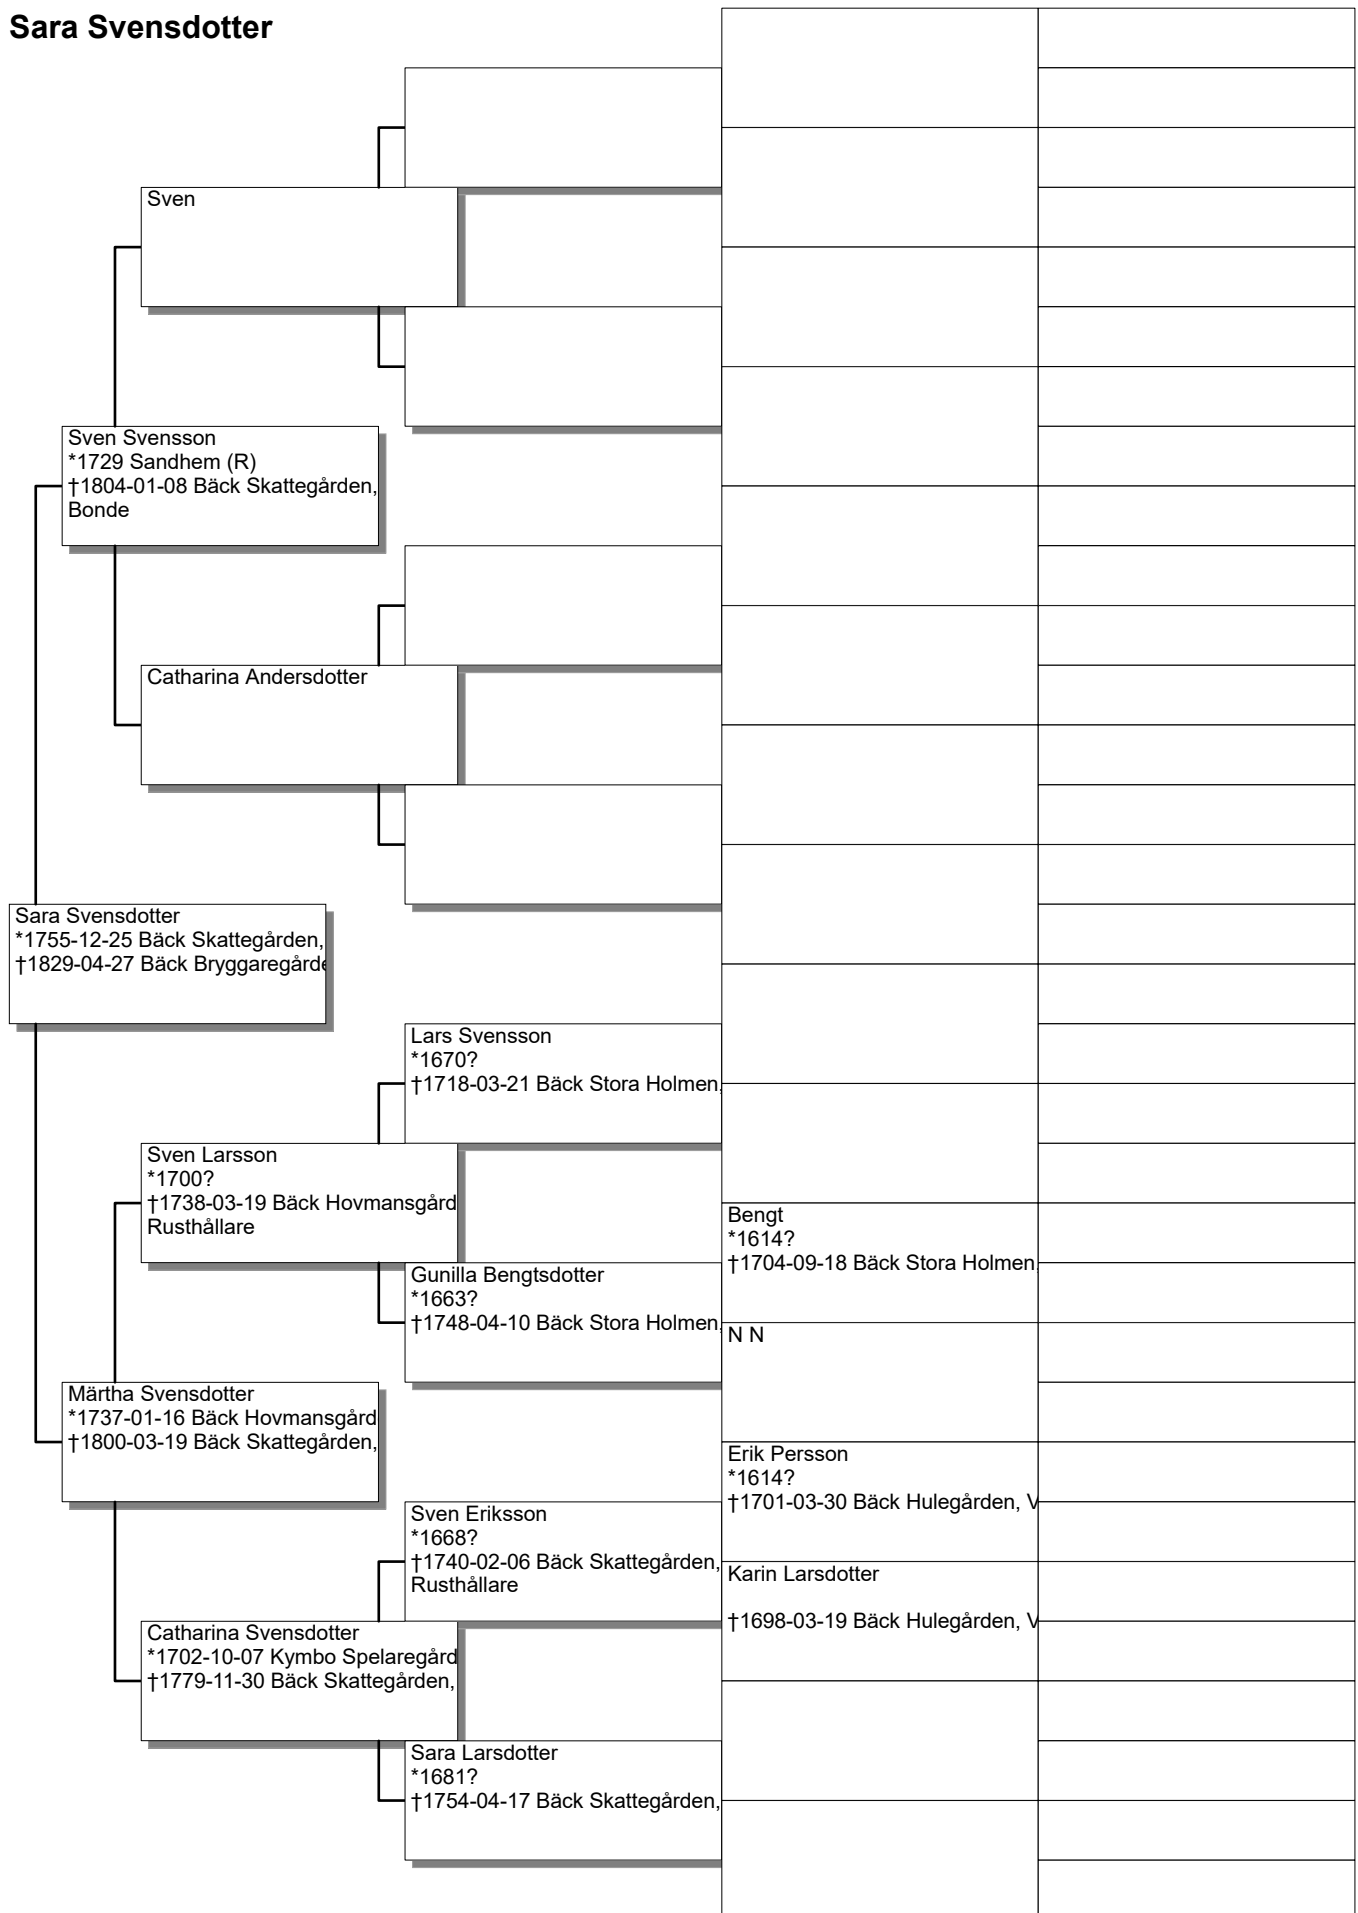 Sara Svensdotter
Sven
Sven Svensson
*1729 Sandhem (R)
†1804-01-08 Bäck Skattegården,
Bonde
Catharina Andersdotter
Sara Svensdotter
*1755-12-25 Bäck Skattegården,
†1829-04-27 Bäck Bryggaregårde
Lars Svensson
*1670?
†1718-03-21 Bäck Stora Holmen,
Sven Larsson
*1700?
†1738-03-19 Bäck Hovmansgård
Rusthållare
Bengt
*1614?
†1704-09-18 Bäck Stora Holmen,
Gunilla Bengtsdotter
*1663?
†1748-04-10 Bäck Stora Holmen,
N N
Märtha Svensdotter
*1737-01-16 Bäck Hovmansgård
†1800-03-19 Bäck Skattegården,
Erik Persson
*1614?
†1701-03-30 Bäck Hulegården, V
Sven Eriksson
*1668?
†1740-02-06 Bäck Skattegården,
Rusthållare
Karin Larsdotter
†1698-03-19 Bäck Hulegården, V
Catharina Svensdotter
*1702-10-07 Kymbo Spelaregård
†1779-11-30 Bäck Skattegården,
Sara Larsdotter
*1681?
†1754-04-17 Bäck Skattegården,